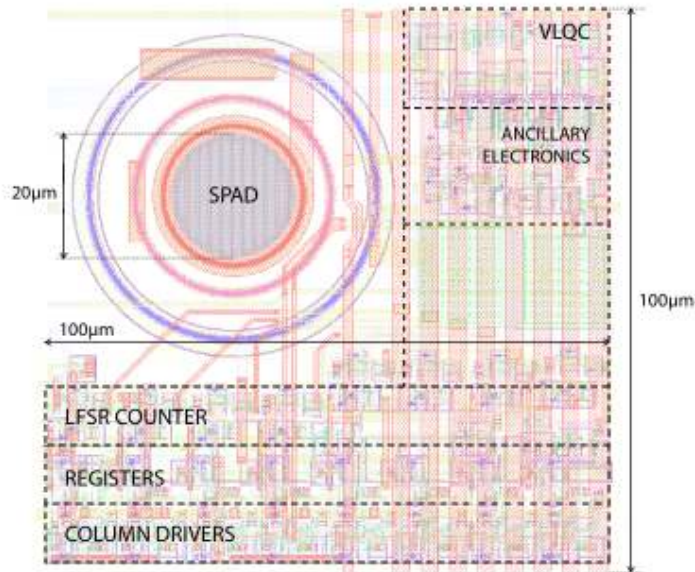 VLQC
ANCILLARY
ELECTRONICS
20µm
SPAD
100µm
100µm
LFSR COUNTER
REGISTERS
COLUMN DRIVERS